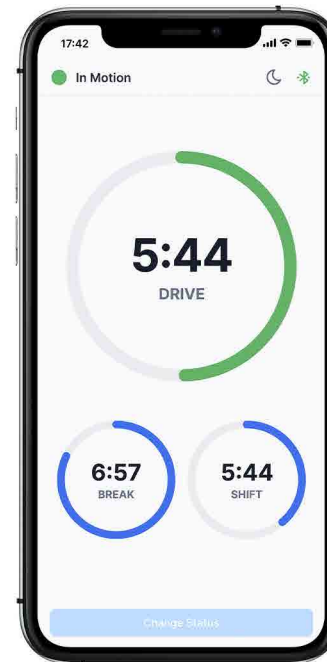 17:42
In Motion
5:44
DRIVE
6:57
BREAK
5:44
SHIFT
Change Status